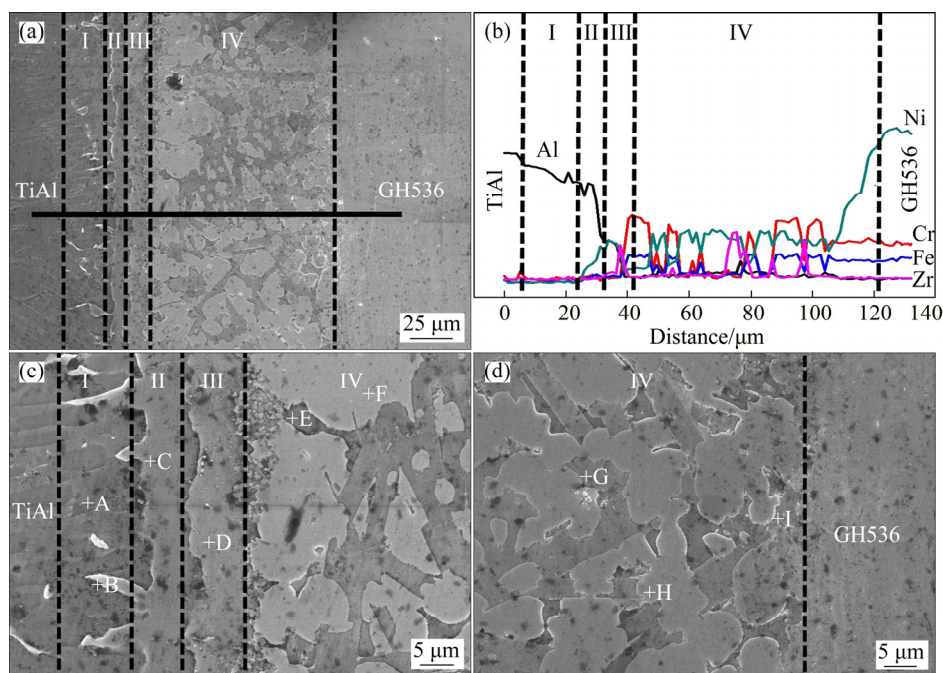 (a)
I II III IV
TiAl
GH536
25 μm
(b)
I II III IV
TiAl
Al
Ni
GH536
Cr
Fe
Zr
0 20 40 60 80 100 120 140
Distance/μm
(c)
I II III IV
+F
+E
+C
+A
TiAl
+D
+B
5 μm
(d)
IV
+G
+I
GH536
+H
5 μm